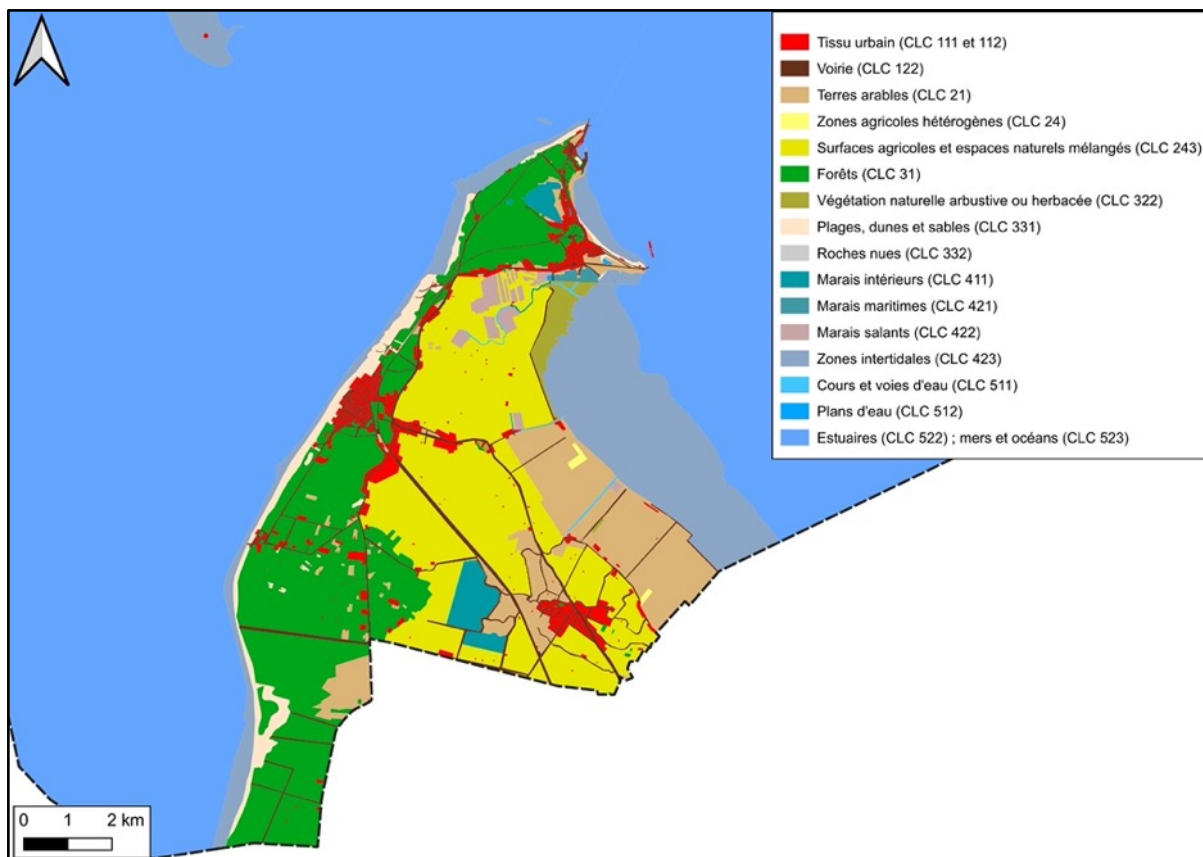 Tissu urbain (CLC 111 et 112)
Voirie (CLC 122)
Terres arables (CLC 21)
Zones agricoles hétérogènes (CLC 24)
Surfaces agricoles et espaces naturels mélangés (CLC 243)
Forêts (CLC 31)
Végétation naturelle arbustive ou herbacée (CLC 322)
Plages, dunes et sables (CLC 331)
Roches nues (CLC 332)
Marais intérieurs (CLC 411)
Marais maritimes (CLC 421)
Marais salants (CLC 422)
Zones intertidales (CLC 423)
Cours et voies d'eau (CLC 511)
Plans d'eau (CLC 512)
Estuaires (CLC 522) ; mers et océans (CLC 523)
0 1 2 km